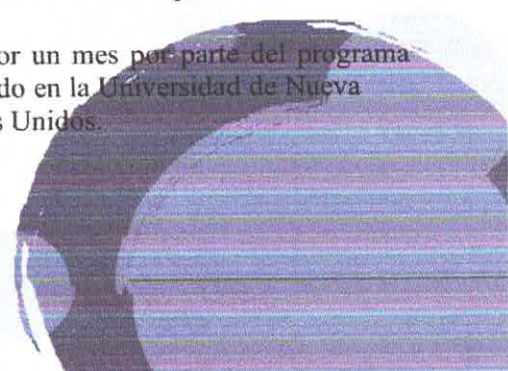 or un mes por parte del programa
do en la Universidad de Nueva
s Unidos.